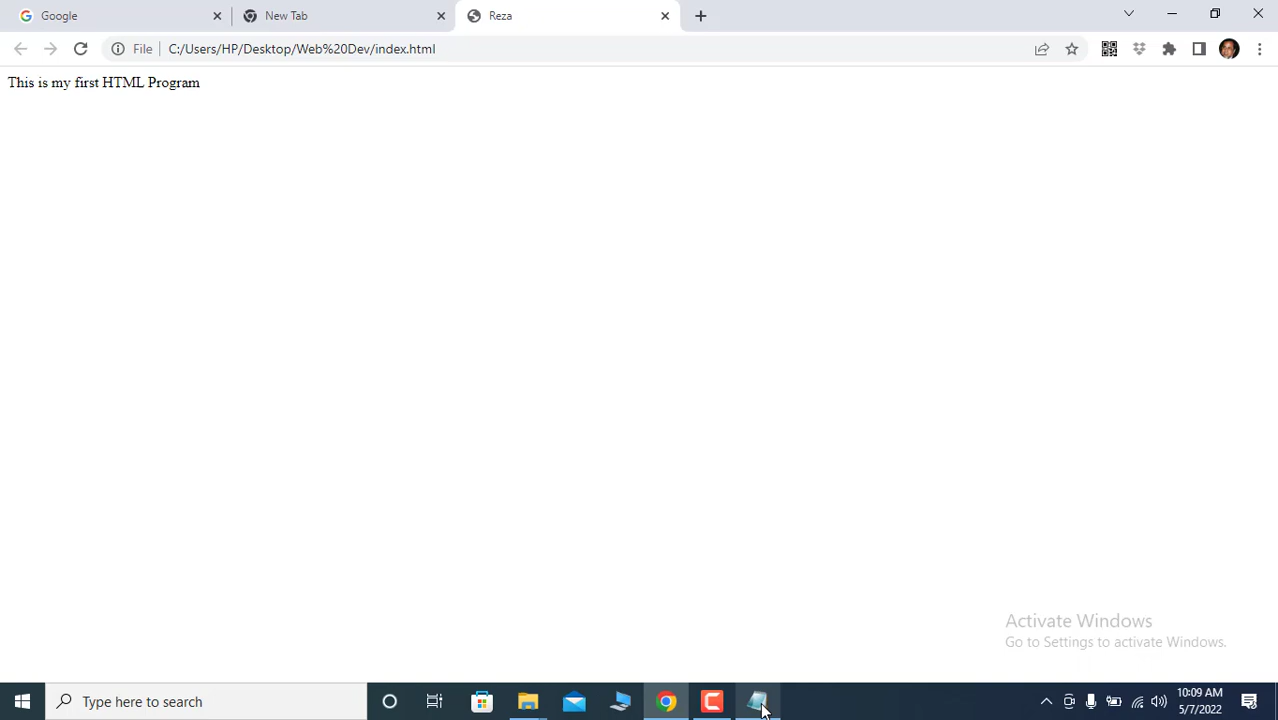 Google
New Tab
Reza
File
C:/Users/HP/Desktop/Web%20Dev/index.html
This is my first HTML Program
Activate Windows
Go to Settings to activate Windows.
Type here to search
10:09 AM
5/7/2022